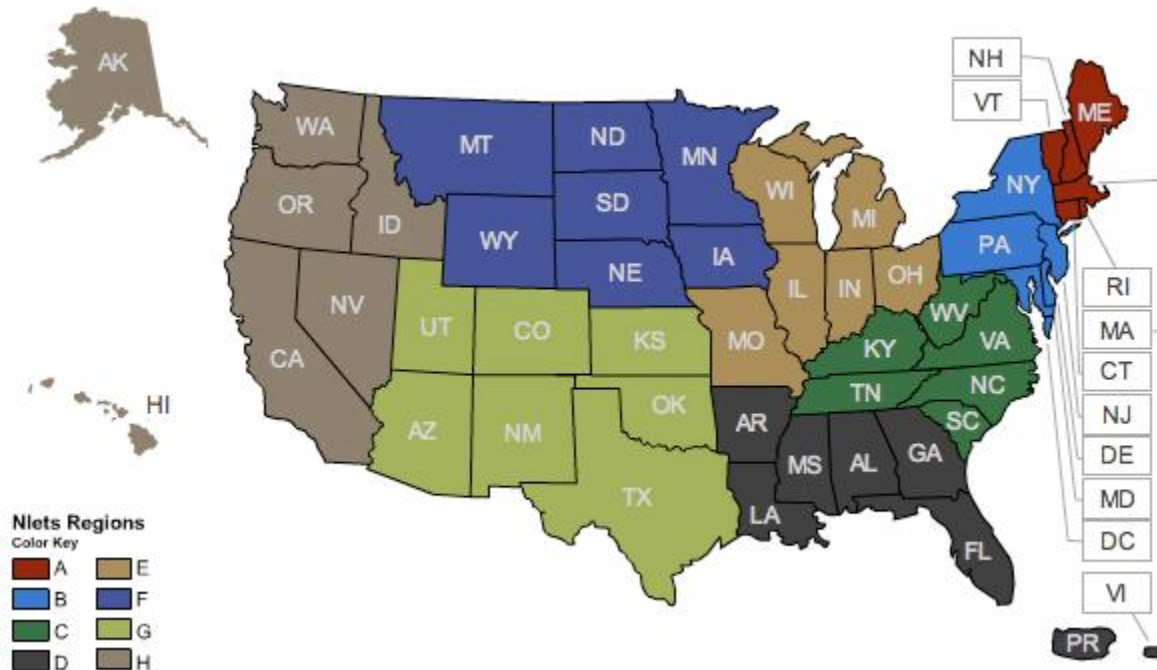 AK
HI
WA
OR
ID
NV
CA
MT
ND
SD
WY
NE
MN
IA
UT
CO
KS
AZ
NM
OK
TX
WI
MI
IL
IN
OH
MO
AR
LA
MS
AL
GA
FL
KY
TN
WV
VA
NC
SC
NY
PA
ME
NH
VT
RI
MA
CT
NJ
DE
MD
DC
VI
PR
Nlets Regions
Color Key
A E
B F
C G
D H